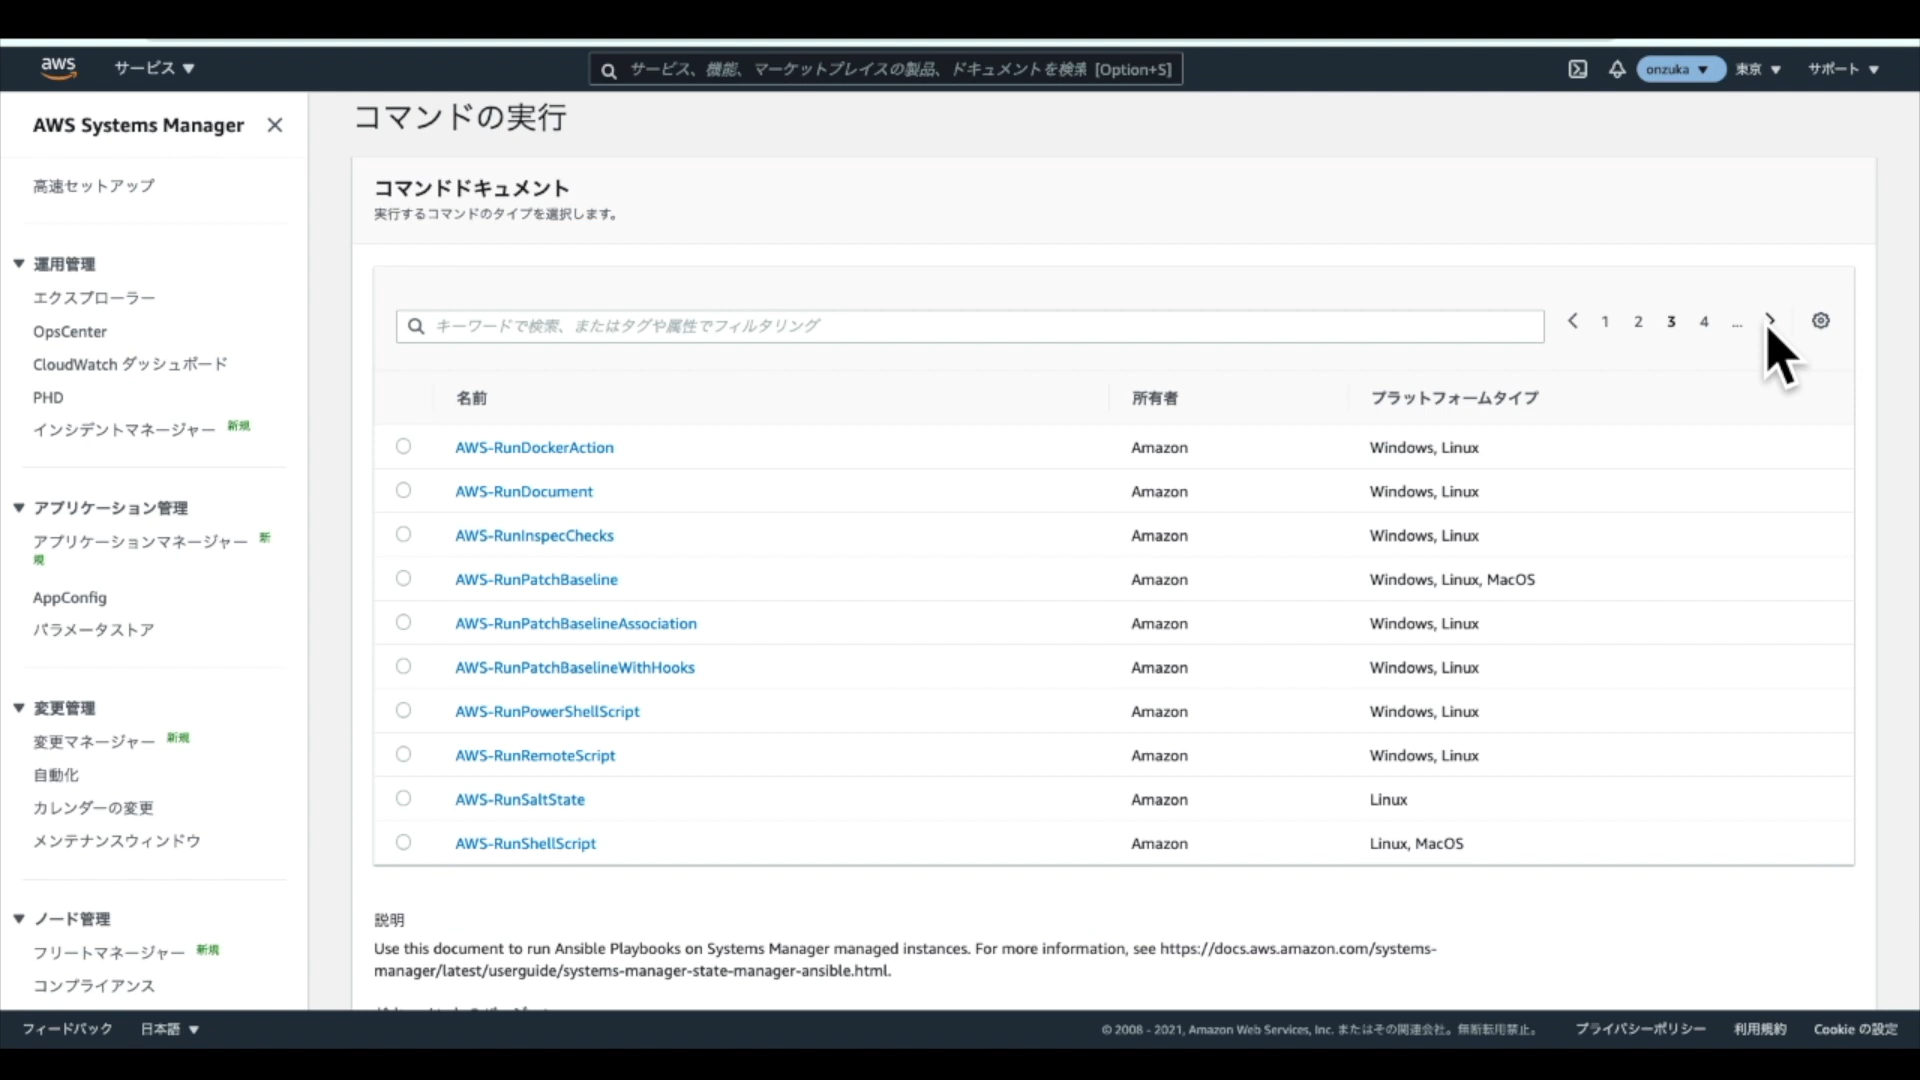 aws
サービス ▼
サービス、機能、マーケットプレイスの製品、ドキュメントを検索 [Option+S]
onzuka ▼
東京 ▼
サポート ▼
AWS Systems Manager
高速セットアップ
▼ 運用管理
エクスプローラー
OpsCenter
CloudWatch ダッシュボード
PHD
インシデントマネージャー 新規
▼ アプリケーション管理
アプリケーションマネージャー 新
規
AppConfig
パラメータストア
▼ 変更管理
変更マネージャー 新規
自動化
カレンダーの変更
メンテナンスウィンドウ
▼ ノード管理
フリートマネージャー 新規
コンプライアンス
コマンドの実行
コマンドドキュメント
実行するコマンドのタイプを選択します。
キーワードで検索、またはタグや属性でフィルタリング
1 2 3 4 ...
名前 所有者 プラットフォームタイプ
AWS-RunDockerAction Amazon Windows, Linux
AWS-RunDocument Amazon Windows, Linux
AWS-RunInspecChecks Amazon Windows, Linux
AWS-RunPatchBaseline Amazon Windows, Linux, MacOS
AWS-RunPatchBaselineAssociation Amazon Windows, Linux
AWS-RunPatchBaselineWithHooks Amazon Windows, Linux
AWS-RunPowerShellScript Amazon Windows, Linux
AWS-RunRemoteScript Amazon Windows, Linux
AWS-RunSaltState Amazon Linux
AWS-RunShellScript Amazon Linux, MacOS
説明
Use this document to run Ansible Playbooks on Systems Manager managed instances. For more information, see https://docs.aws.amazon.com/systems-
manager/latest/userguide/systems-manager-state-manager-ansible.html.
フィードバック
日本語 ▼
© 2008 - 2021, Amazon Web Services, Inc. またはその関連会社。無断転用禁止。
プライバシーポリシー
利用規約
Cookie の設定